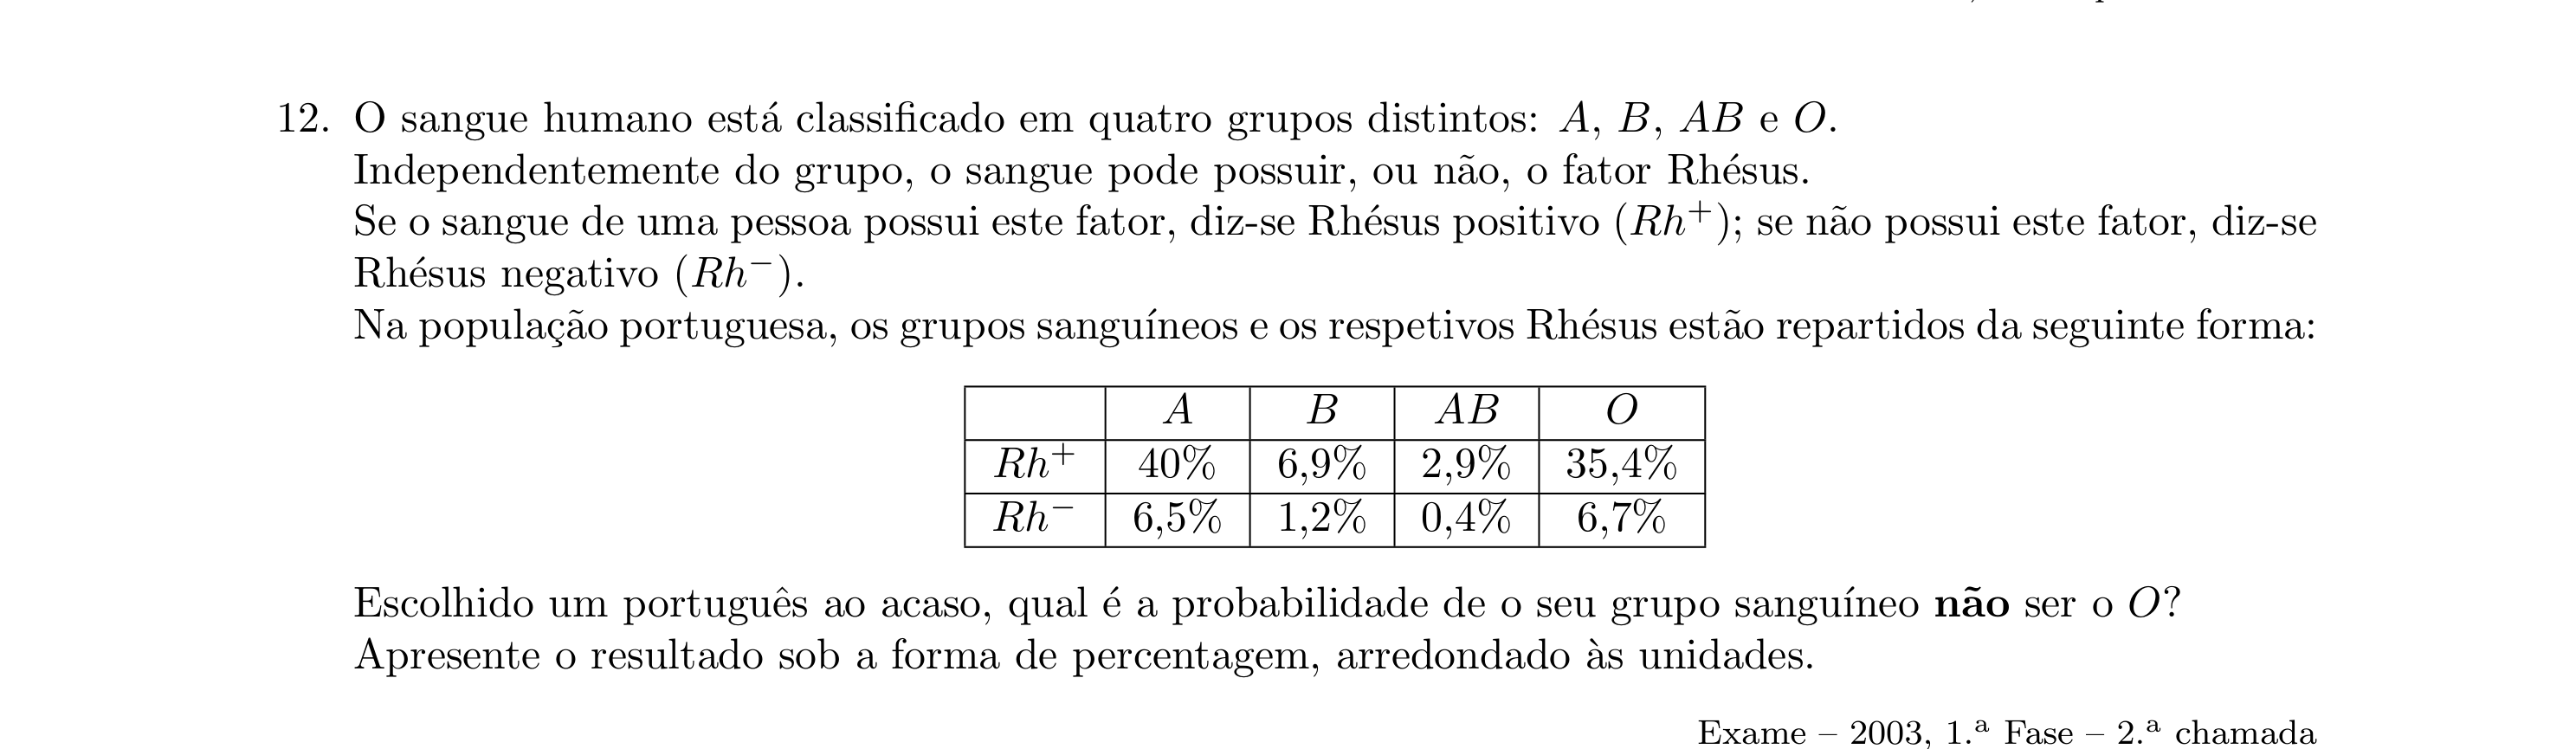 12. O sangue humano está classificado em quatro grupos distintos: A, B, AB e O.
Independentemente do grupo, o sangue pode possuir, ou não, o fator Rhésus.
Se o sangue de uma pessoa possui este fator, diz-se Rhésus positivo (Rh⁺); se não possui este fator, diz-se
Rhésus negativo (Rh⁻).
Na população portuguesa, os grupos sanguíneos e os respetivos Rhésus estão repartidos da seguinte forma:
A B AB O
Rh⁺ 40% 6,9% 2,9% 35,4%
Rh⁻ 6,5% 1,2% 0,4% 6,7%
Escolhido um português ao acaso, qual é a probabilidade de o seu grupo sanguíneo não ser o O?
Apresente o resultado sob a forma de percentagem, arredondado às unidades.
Exame – 2003, 1.ª Fase – 2.ª chamada